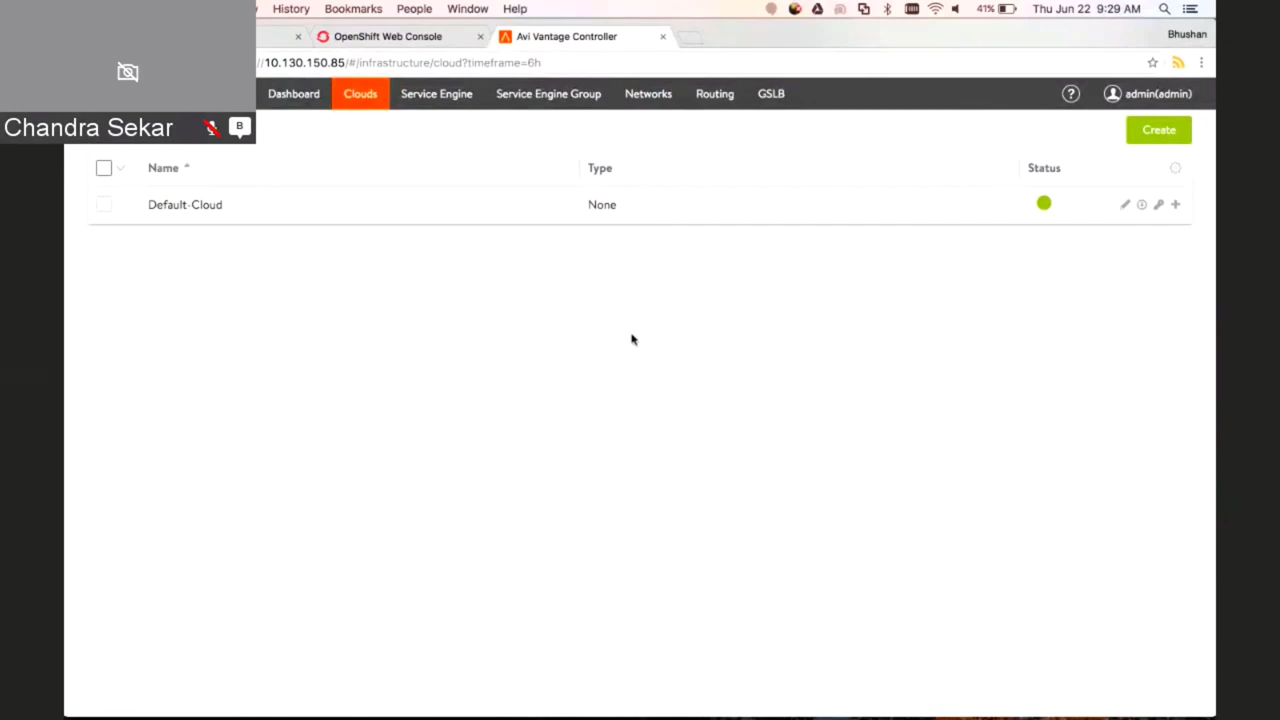 History Bookmarks People Window Help 41% Thu Jun 22 9:29 AM
OpenShift Web Console Avi Vantage Controller Bhushan
//10.130.150.85/#/infrastructure/cloud?timeframe=6h
Dashboard Clouds Service Engine Service Engine Group Networks Routing GSLB ? admin(admin)
Chandra Sekar B
Create
Name Type Status
Default-Cloud None